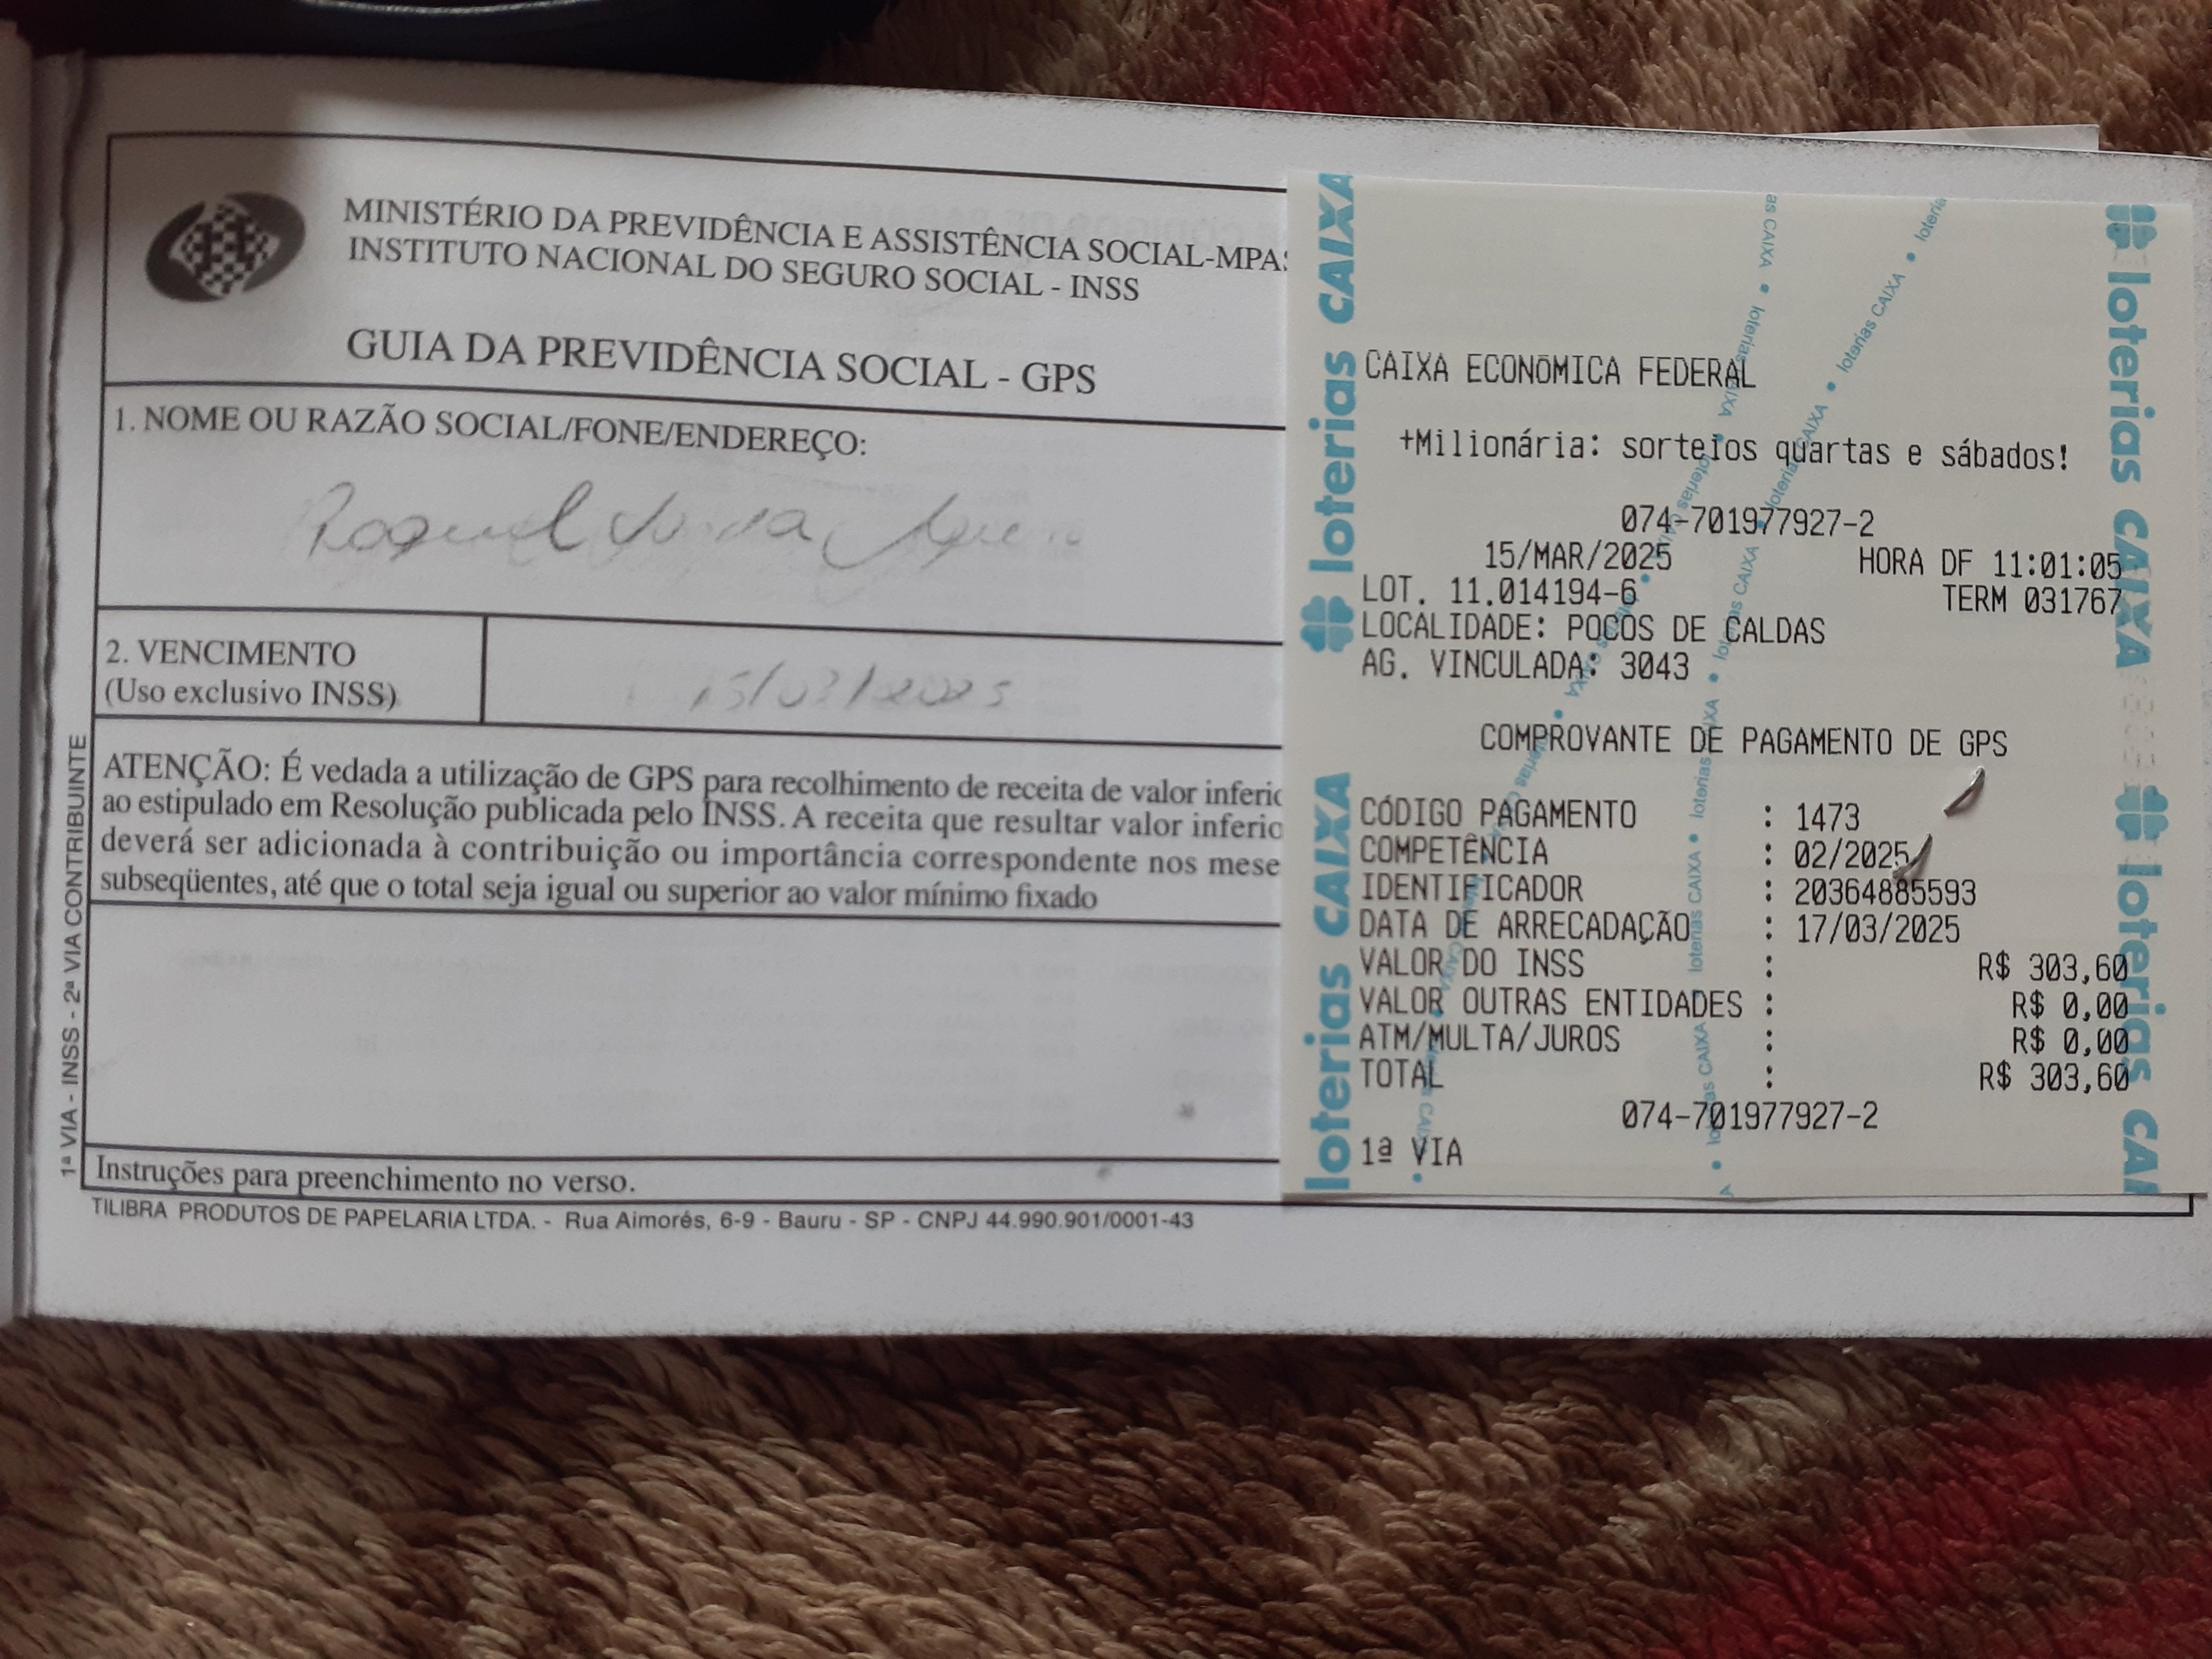 MINISTÉRIO DA PREVIDÊNCIA E ASSISTÊNCIA SOCIAL-MPAS
INSTITUTO NACIONAL DO SEGURO SOCIAL - INSS
GUIA DA PREVIDÊNCIA SOCIAL - GPS
1. NOME OU RAZÃO SOCIAL/FONE/ENDEREÇO:
Raquel
2. VENCIMENTO
(Uso exclusivo INSS)
15/03/2025
ATENÇÃO: É vedada a utilização de GPS para recolhimento de receita de valor inferio
ao estipulado em Resolução publicada pelo INSS. A receita que resultar valor inferio
deverá ser adicionada à contribuição ou importância correspondente nos mese
subseqüentes, até que o total seja igual ou superior ao valor mínimo fixado
Instruções para preenchimento no verso.
TILIBRA PRODUTOS DE PAPELARIA LTDA. - Rua Aimorés, 6-9 - Bauru - SP - CNPJ 44.990.901/0001-43
1ª VIA - INSS - 2ª VIA CONTRIBUINTE
CAIXA ECONÔMICA FEDERAL
+Milionária: sorteios quartas e sábados!
074-701977927-2
15/MAR/2025 HORA DF 11:01:05
LOT. 11.014194-6 TERM 031767
LOCALIDADE: POCOS DE CALDAS
AG. VINCULADA: 3043
COMPROVANTE DE PAGAMENTO DE GPS
CÓDIGO PAGAMENTO : 1473
COMPETÊNCIA : 02/2025
IDENTIFICADOR : 20364885593
DATA DE ARRECADAÇÃO : 17/03/2025
VALOR DO INSS : R$ 303,60
VALOR OUTRAS ENTIDADES : R$ 0,00
ATM/MULTA/JUROS : R$ 0,00
TOTAL : R$ 303,60
074-701977927-2
1ª VIA
loterias CAIXA
loterias CAIXA
loterias CAIXA
loterias CAI